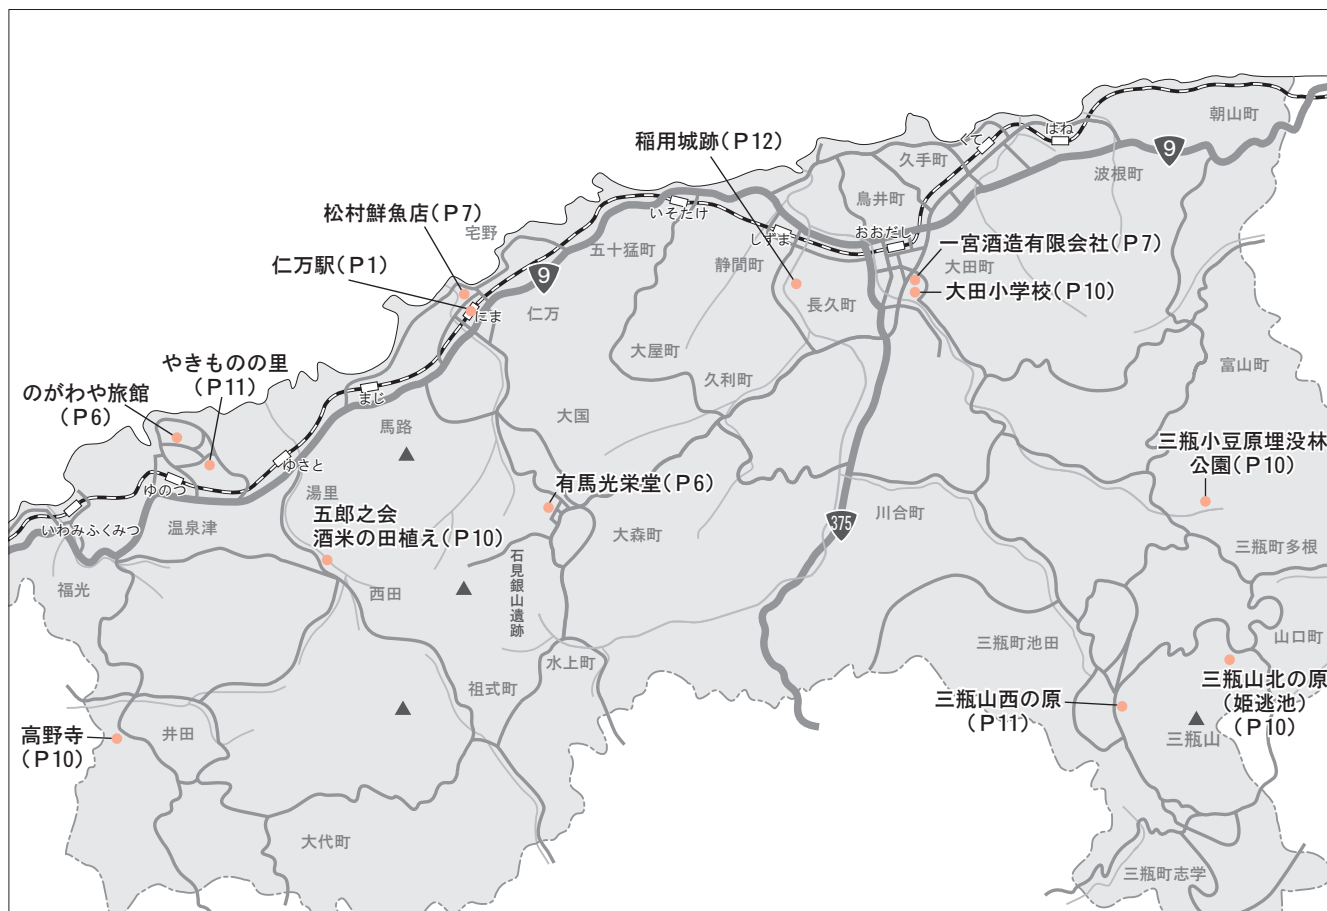 朝山町
はね
くて
9
稲用城跡(P12)
久手町
波根町
鳥井町
松村鮮魚店(P7)
宅野
いそたけ
しずま
おおだし
一宮酒造有限会社(P7)
五十猛町
静間町
大田町
仁万駅(P1)
9
大田小学校(P10)
にま
仁万
長久町
大屋町
やきものの里
(P11)
富山町
のがわや旅館
(P6)
まじ
久利町
馬路
大国
三瓶小豆原埋没林
公園(P10)
ゆさと
ゆのつ
湯里
有馬光栄堂(P6)
五郎之会
酒米の田植え(P10)
川合町
375
いわみふくみつ
温泉津
大森町
石見銀山遺跡
三瓶町多根
福光
西田
三瓶町池田
山口町
水上町
祖式町
三瓶山西の原
(P11)
三瓶山北の原
(姫逃池)
(P10)
三瓶山
高野寺
(P10)
井田
大代町
三瓶町志学